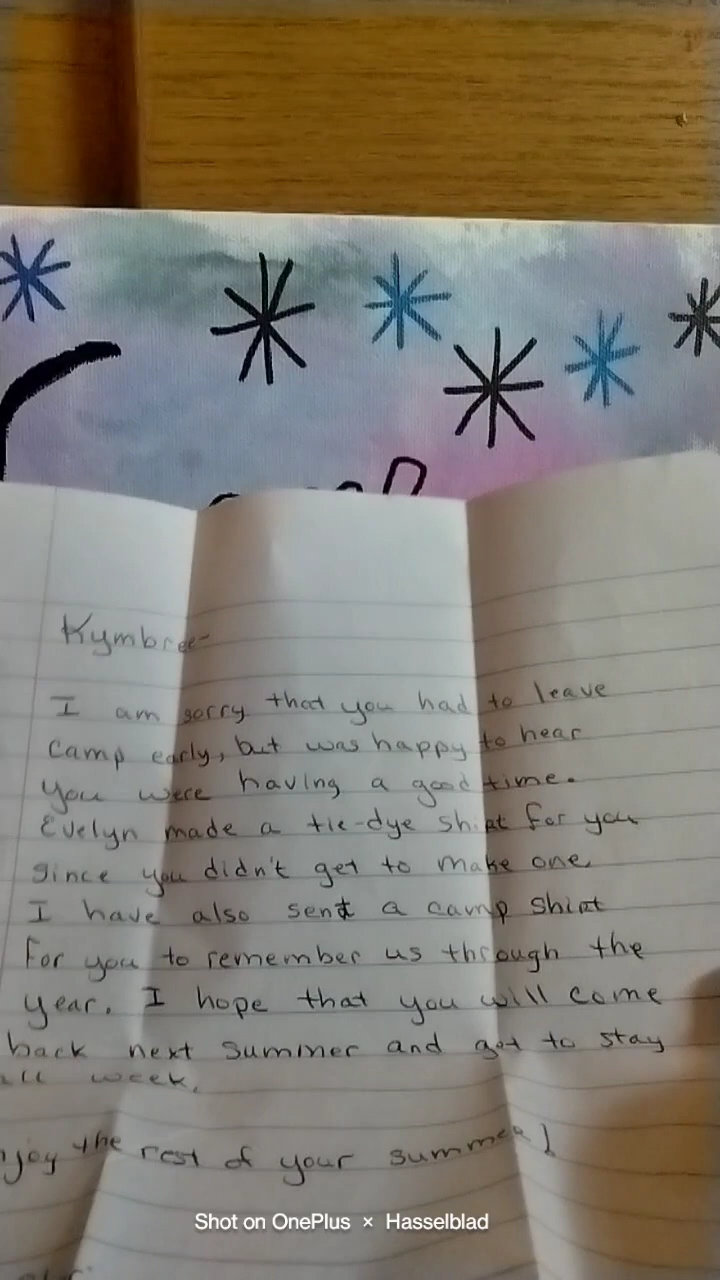 Kymbree-
I am sorry that you had to leave
camp early, but was happy to hear
you were having a good time.
Evelyn made a tie-dye shirt for you
since you didn't get to make one.
I have also sent a camp shirt
for you to remember us through the
year. I hope that you will come
back next summer and get to stay
all week.
njoy the rest of your summer!
Shot on OnePlus × Hasselblad